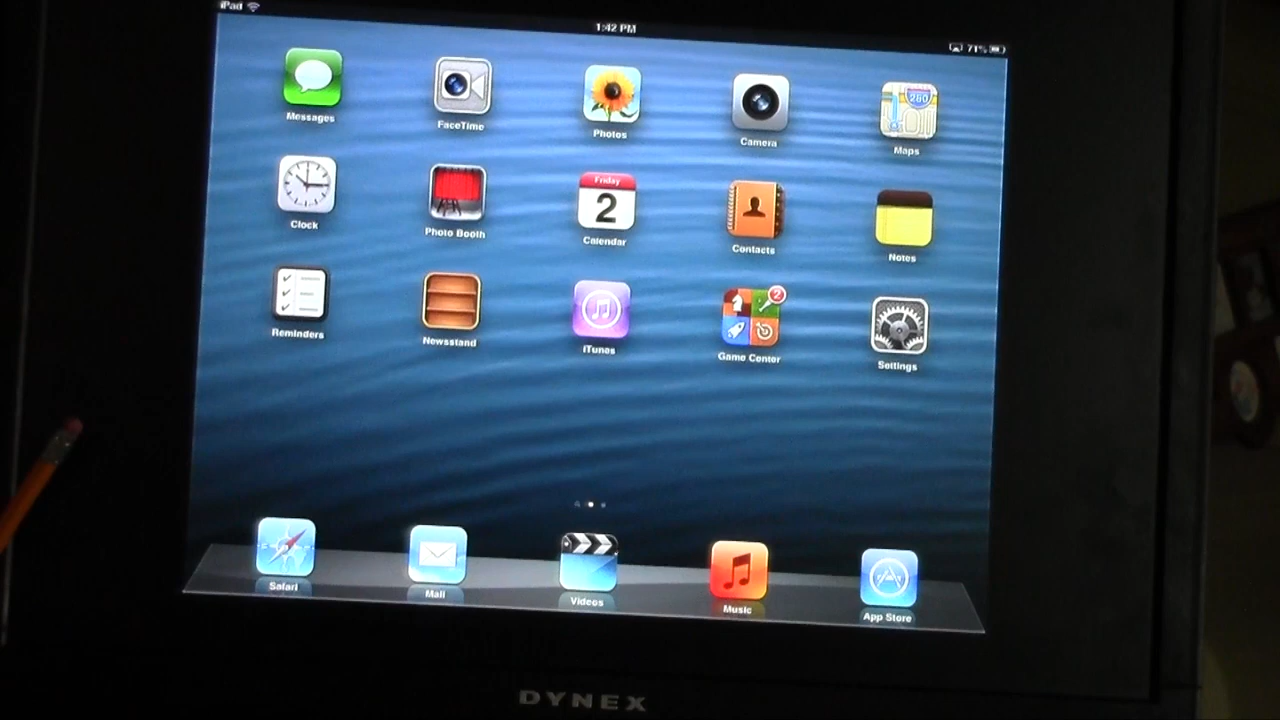 iPad
1:42 PM
71%
Messages
FaceTime
Photos
Camera
Maps
280
Clock
Photo Booth
Friday
2
Calendar
Contacts
Notes
Reminders
Newsstand
iTunes
2
Game Center
Settings
Safari
Mail
Videos
Music
App Store
DYNEX